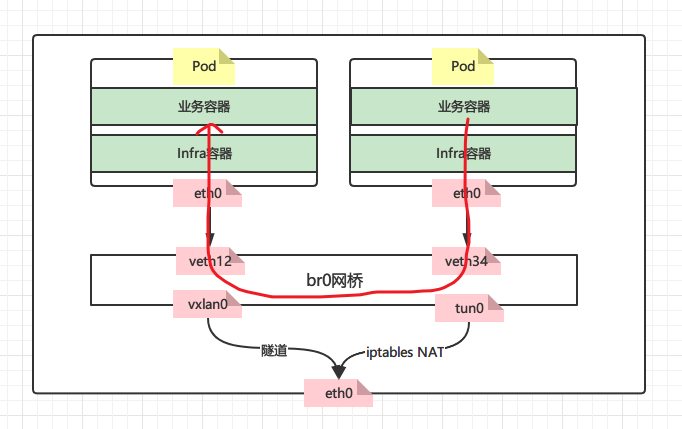 Pod
Pod
业务容器
业务容器
Infra容器
Infra容器
eth0
eth0
veth12
veth34
br0网桥
vxlan0
tun0
隧道
iptables NAT
eth0